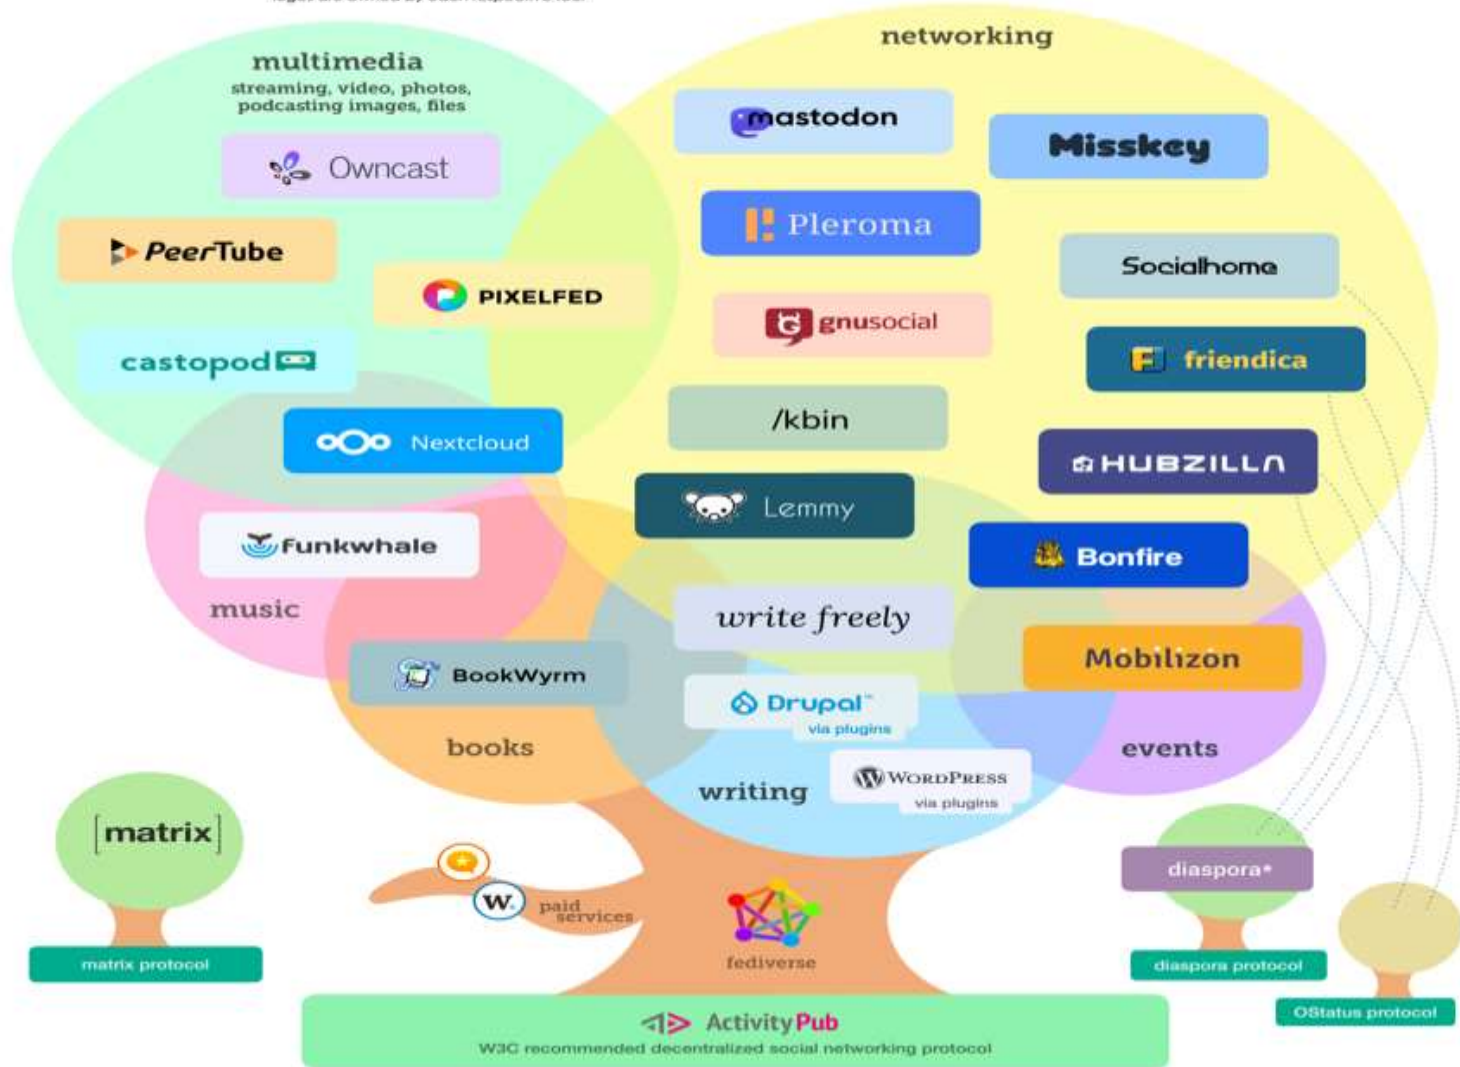 networking
multimedia
streaming, video, photos,
podcasting images, files
mastodon
Misskey
Owncast
Pleroma
PeerTube
Socialhome
PIXELFED
gnusocial
castopod
friendica
/kbin
Nextcloud
HUBZILLA
Lemmy
Funkwhale
Bonfire
music
write freely
Mobilizon
BookWyrm
Drupal™
via plugins
books
events
WORDPRESS
via plugins
writing
[matrix]
diaspora*
W.
paid
services
fediverse
matrix protocol
diaspora protocol
OStatus protocol
ActivityPub
W3C recommended decentralized social networking protocol